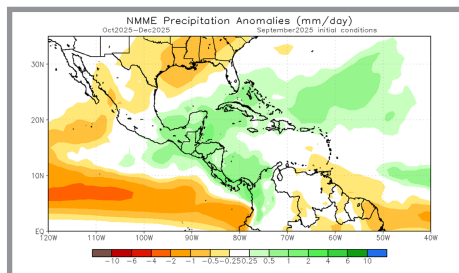 NMME Precipitation Anomalies (mm/day)
Oct2025–Dec2025 September2025 initial conditions
30N
20N
10N
EQ
120W 110W 100W 90W 80W 70W 60W 50W 40W
−10 −6 −4 −2 −1 −0.5−0.250.25 0.5 1 2 4 6 10